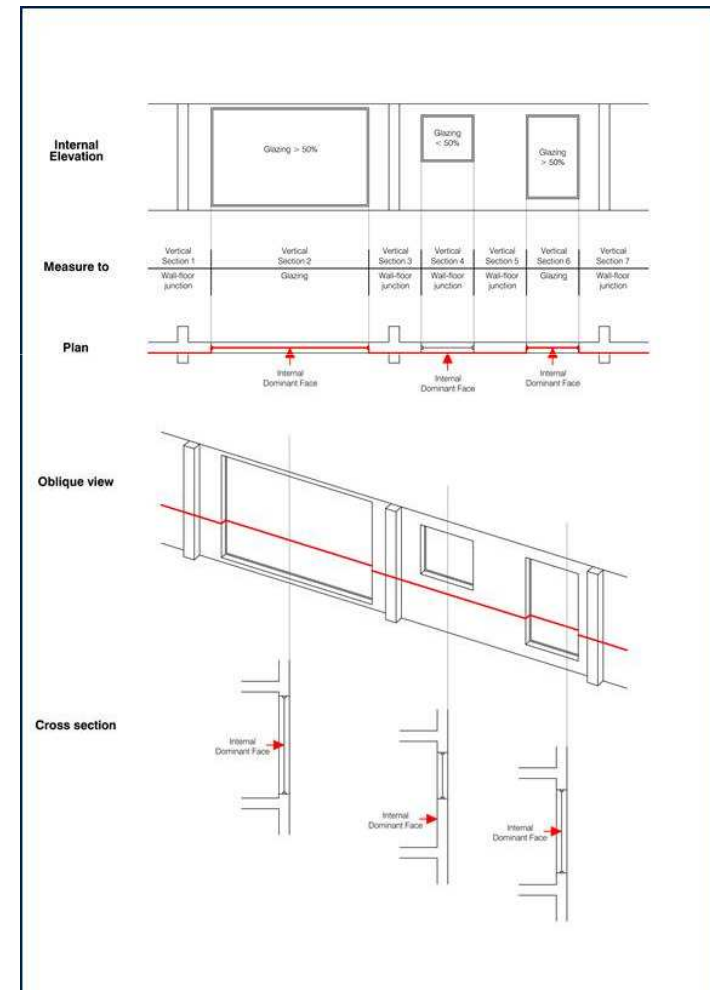 Internal
Elevation
Glazing > 50%
Glazing
< 50%
Glazing
> 50%
Measure to
Vertical
Section 1
Vertical
Section 2
Vertical
Section 3
Vertical
Section 4
Vertical
Section 5
Vertical
Section 6
Vertical
Section 7
Wall-floor
junction
Glazing
Wall-floor
junction
Wall-floor
junction
Wall-floor
junction
Glazing
Wall-floor
junction
Plan
Internal
Dominant Face
Internal
Dominant Face
Internal
Dominant Face
Oblique view
Cross section
Internal
Dominant Face
Internal
Dominant Face
Internal
Dominant Face